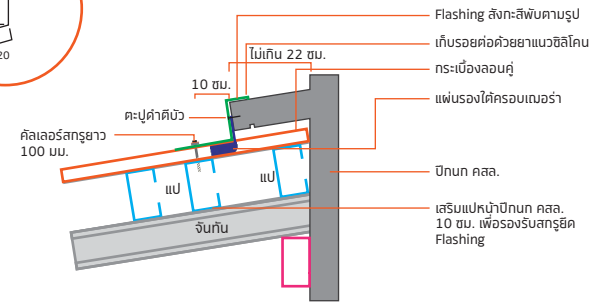 20
Flashing สังกะสีพับตามรูป
ไม่เกิน 22 ซม.
เก็บรอยต่อด้วยยาแนวซิลิโคน
กระเบื้องลอนคู่
10 ซม.
แผ่นรองใต้ครอบเฌอร่า
ตะปูดำตีบัว
คัลเลอร์สกรูยาว
100 มม.
แป
แป
ปีกนก คสล.
จันทัน
เสริมแปหน้าปีกนก คสล.
10 ซม. เพื่อรองรับสกรูยึด
Flashing